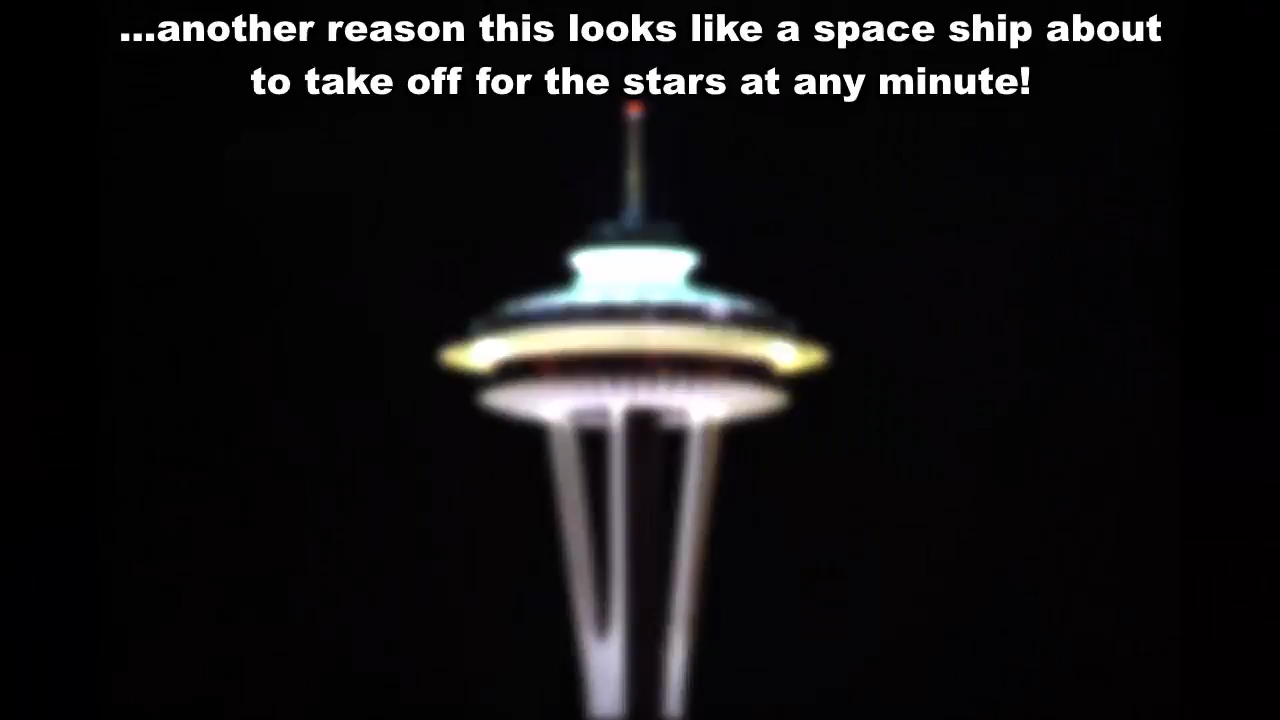 ...another reason this looks like a space ship about
to take off for the stars at any minute!